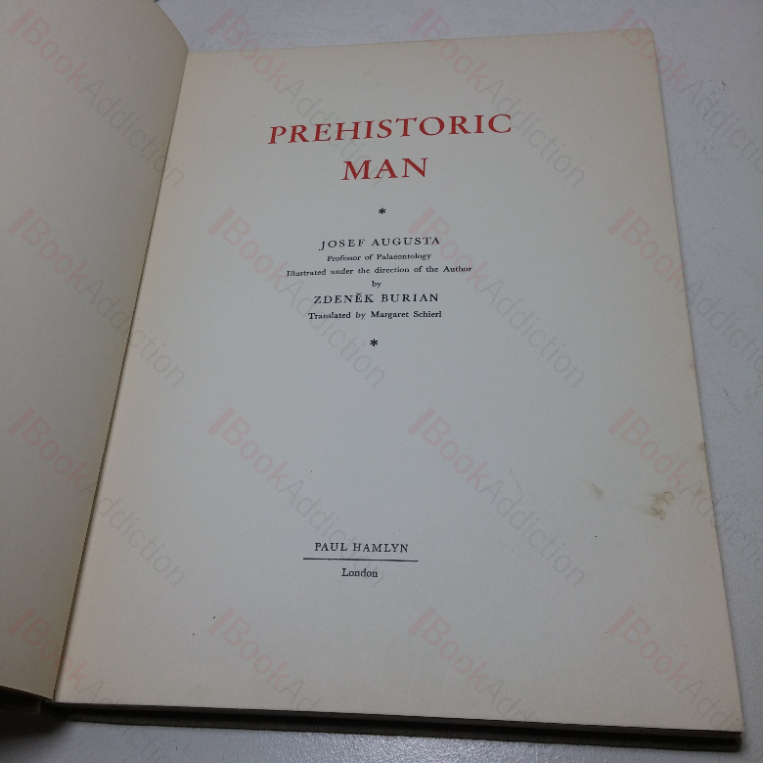 PREHISTORIC
MAN
*
JOSEF AUGUSTA
Professor of Palaeontology
Illustrated under the direction of the Author
by
ZDENĚK BURIAN
Translated by Margaret Schierl
*
PAUL HAMLYN
London
BookAddiction